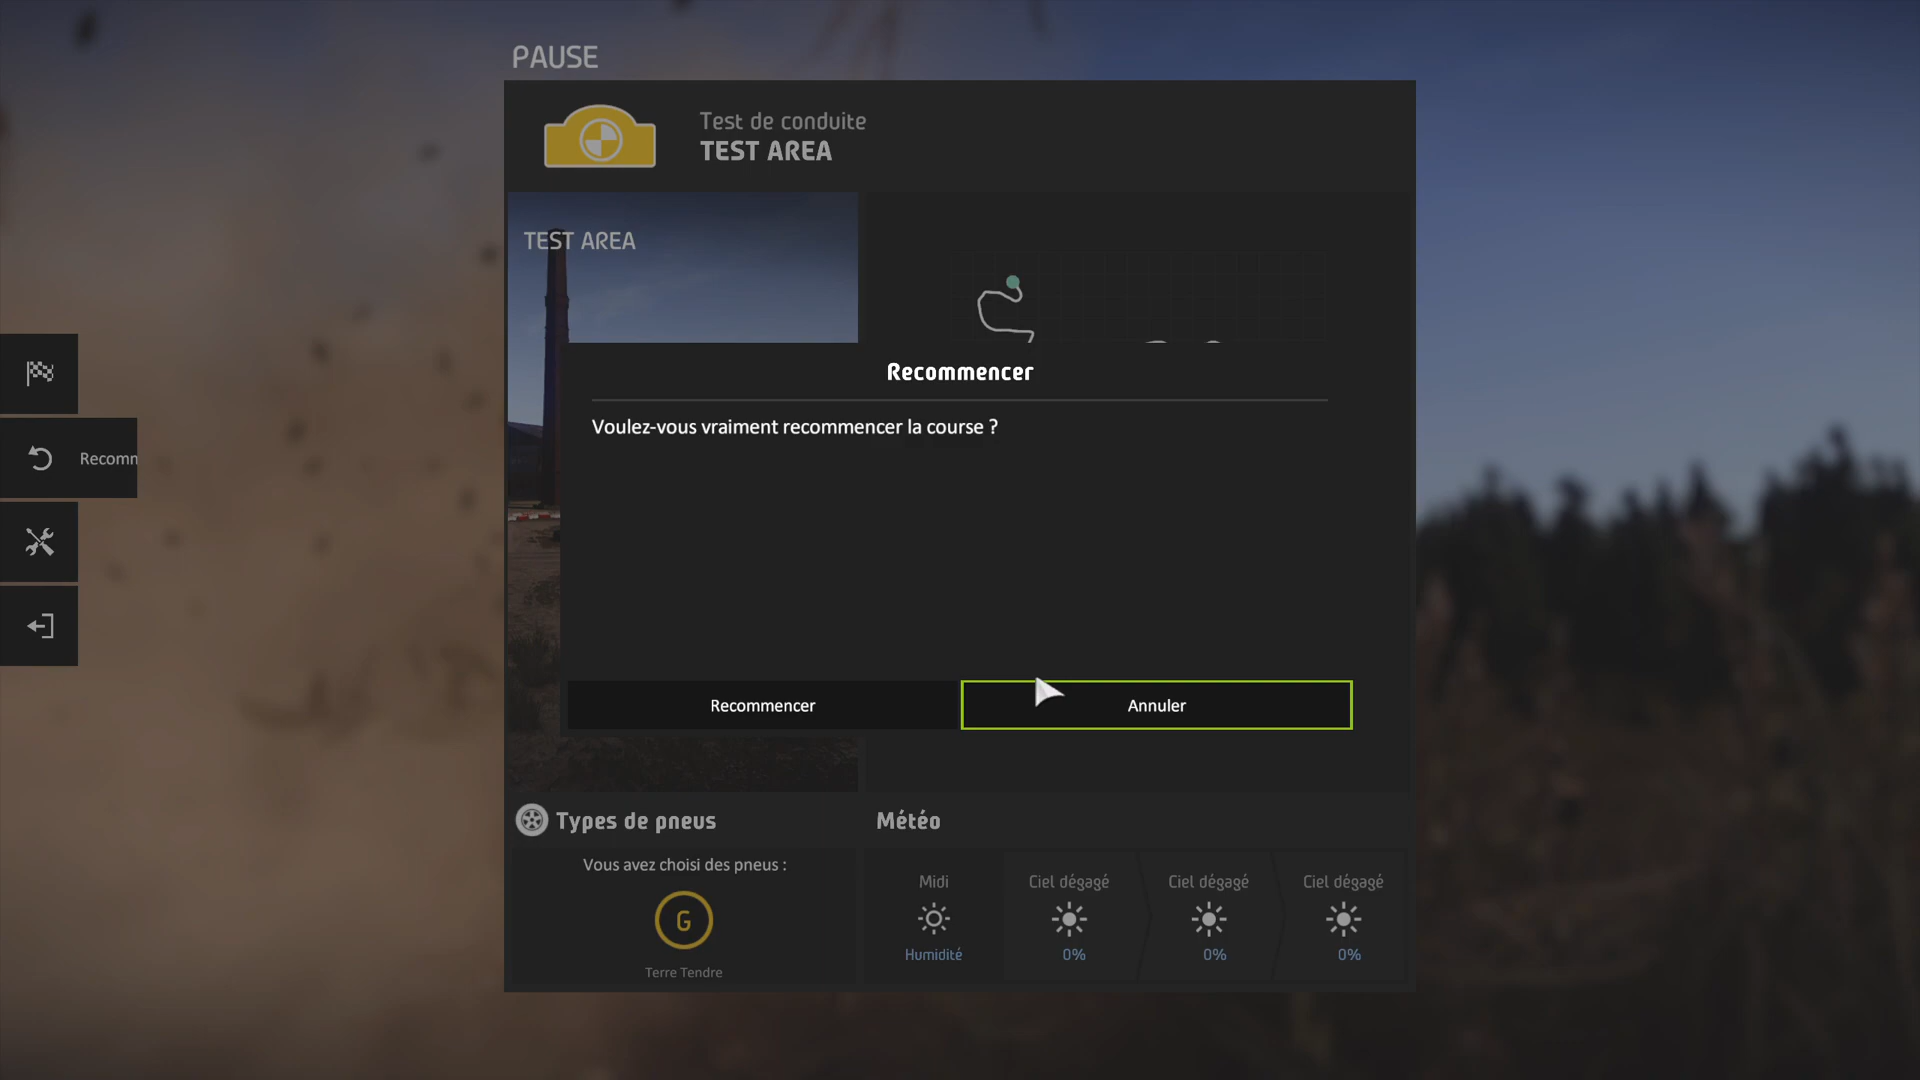 PAUSE
Test de conduite
TEST AREA
TEST AREA
Recommencer
Voulez-vous vraiment recommencer la course ?
Recomm
Recommencer
Annuler
Types de pneus
Météo
Vous avez choisi des pneus :
G
Terre Tendre
Midi
Ciel dégagé
Ciel dégagé
Ciel dégagé
Humidité
0%
0%
0%